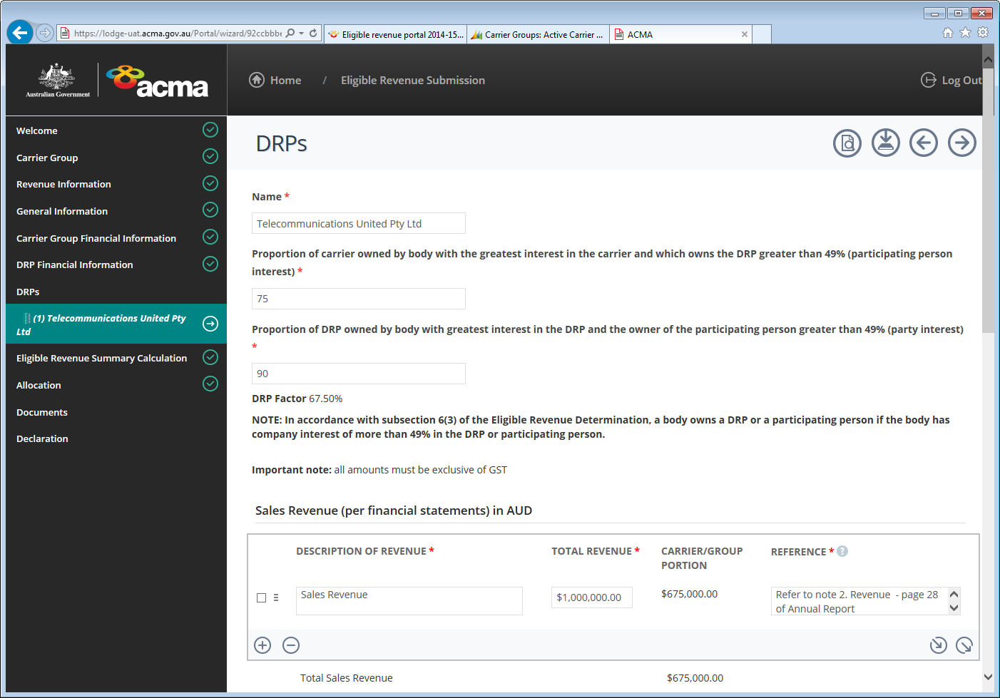 https://lodge-uat.acma.gov.au/Portal/wizard/92ccbbb
Eligible revenue portal 2014-15...
Carrier Groups: Active Carrier ...
ACMA
Australian Government
acma
Home / Eligible Revenue Submission
Log Out
Welcome
Carrier Group
Revenue Information
General Information
Carrier Group Financial Information
DRP Financial Information
DRPs
(1) Telecommunications United Pty
Ltd
Eligible Revenue Summary Calculation
Allocation
Documents
Declaration
DRPs
Name *
Telecommunications United Pty Ltd
Proportion of carrier owned by body with the greatest interest in the carrier and which owns the DRP greater than 49% (participating person
interest) *
75
Proportion of DRP owned by body with greatest interest in the DRP and the owner of the participating person greater than 49% (party interest)
*
90
DRP Factor 67.50%
NOTE: In accordance with subsection 6(3) of the Eligible Revenue Determination, a body owns a DRP or a participating person if the body has
company interest of more than 49% in the DRP or participating person.
Important note: all amounts must be exclusive of GST
Sales Revenue (per financial statements) in AUD
DESCRIPTION OF REVENUE * TOTAL REVENUE * CARRIER/GROUP PORTION REFERENCE * ?
Sales Revenue $1,000,000.00 $675,000.00 Refer to note 2. Revenue - page 28
of Annual Report
Total Sales Revenue $675,000.00